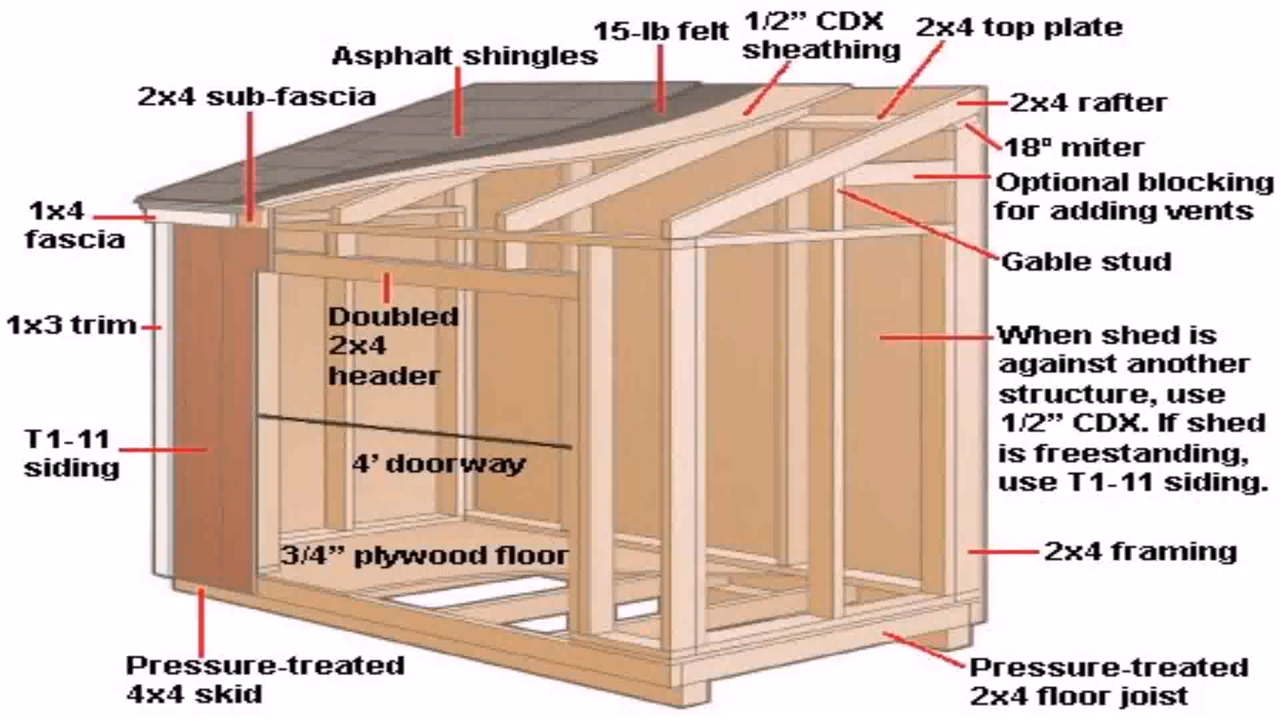 Asphalt shingles
15-lb felt
1/2” CDX
sheathing
2x4 top plate
2x4 sub-fascia
2x4 rafter
18º miter
Optional blocking
for adding vents
1x4
fascia
Gable stud
1x3 trim
Doubled
2x4
header
When shed is
against another
structure, use
1/2” CDX. If shed
is freestanding,
use T1-11 siding.
T1-11
siding
4’ doorway
3/4” plywood floor
2x4 framing
Pressure-treated
4x4 skid
Pressure-treated
2x4 floor joist